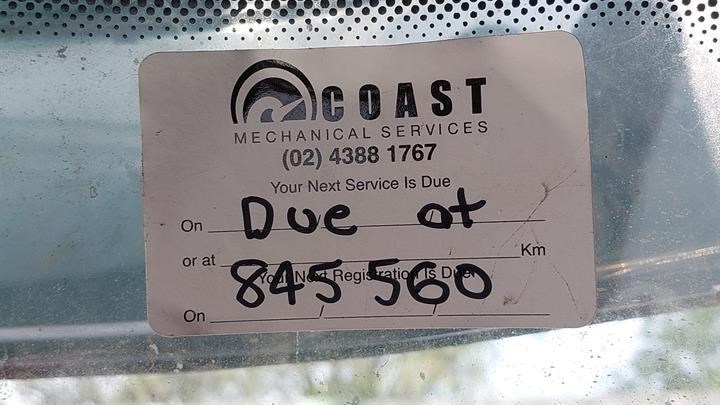 COAST
MECHANICAL SERVICES
(02) 4388 1767
Your Next Service Is Due
On Due at
or at Km
Your Next Registration Is Due
845 560
On / /